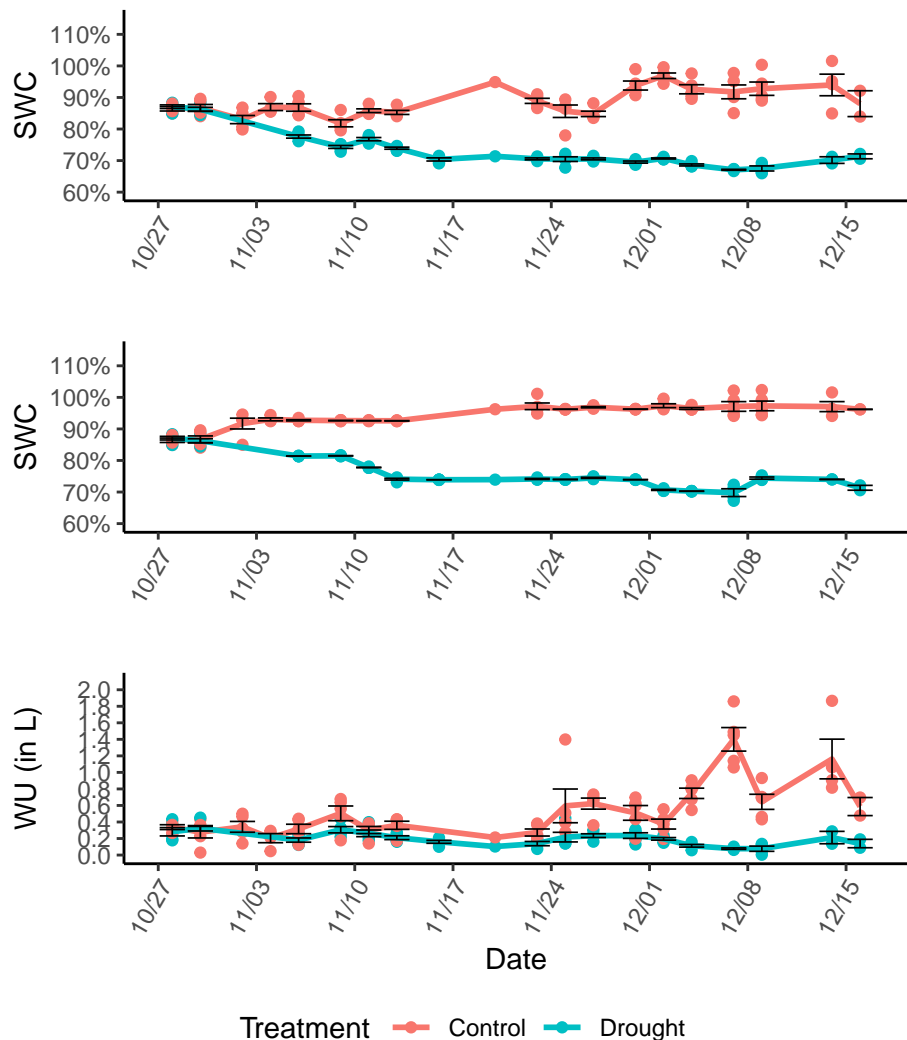 SWC
110%
100%
90%
80%
70%
60%
10/27 11/03 11/10 11/17 11/24 12/01 12/08 12/15
SWC
110%
100%
90%
80%
70%
60%
10/27 11/03 11/10 11/17 11/24 12/01 12/08 12/15
WU (in L)
2.0
1.8
1.6
1.4
1.2
1.0
0.8
0.6
0.4
0.2
0.0
10/27 11/03 11/10 11/17 11/24 12/01 12/08 12/15
Date
Treatment Control Drought